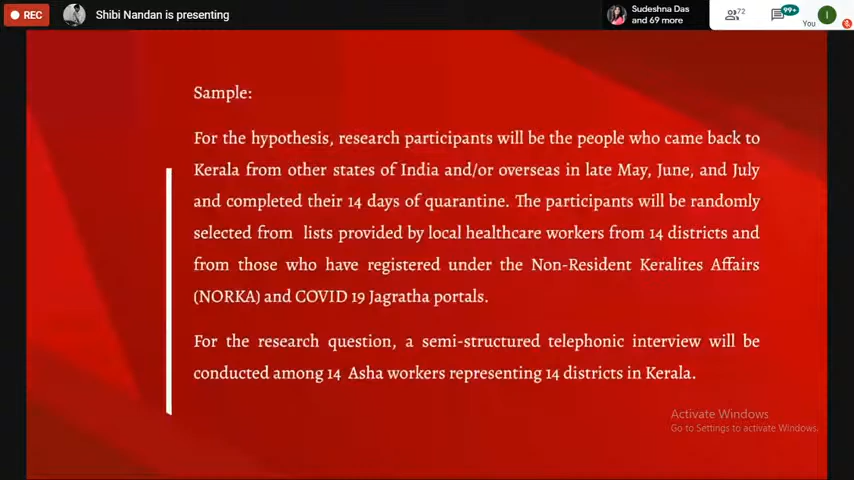 REC
Shibi Nandan is presenting
Sudeshna Das
and 69 more
72
99+
You
I
Sample:
For the hypothesis, research participants will be the people who came back to
Kerala from other states of India and/or overseas in late May, June, and July
and completed their 14 days of quarantine. The participants will be randomly
selected from lists provided by local healthcare workers from 14 districts and
from those who have registered under the Non-Resident Keralites Affairs
(NORKA) and COVID 19 Jagratha portals.
For the research question, a semi-structured telephonic interview will be
conducted among 14 Asha workers representing 14 districts in Kerala.
Activate Windows
Go to Settings to activate Windows.